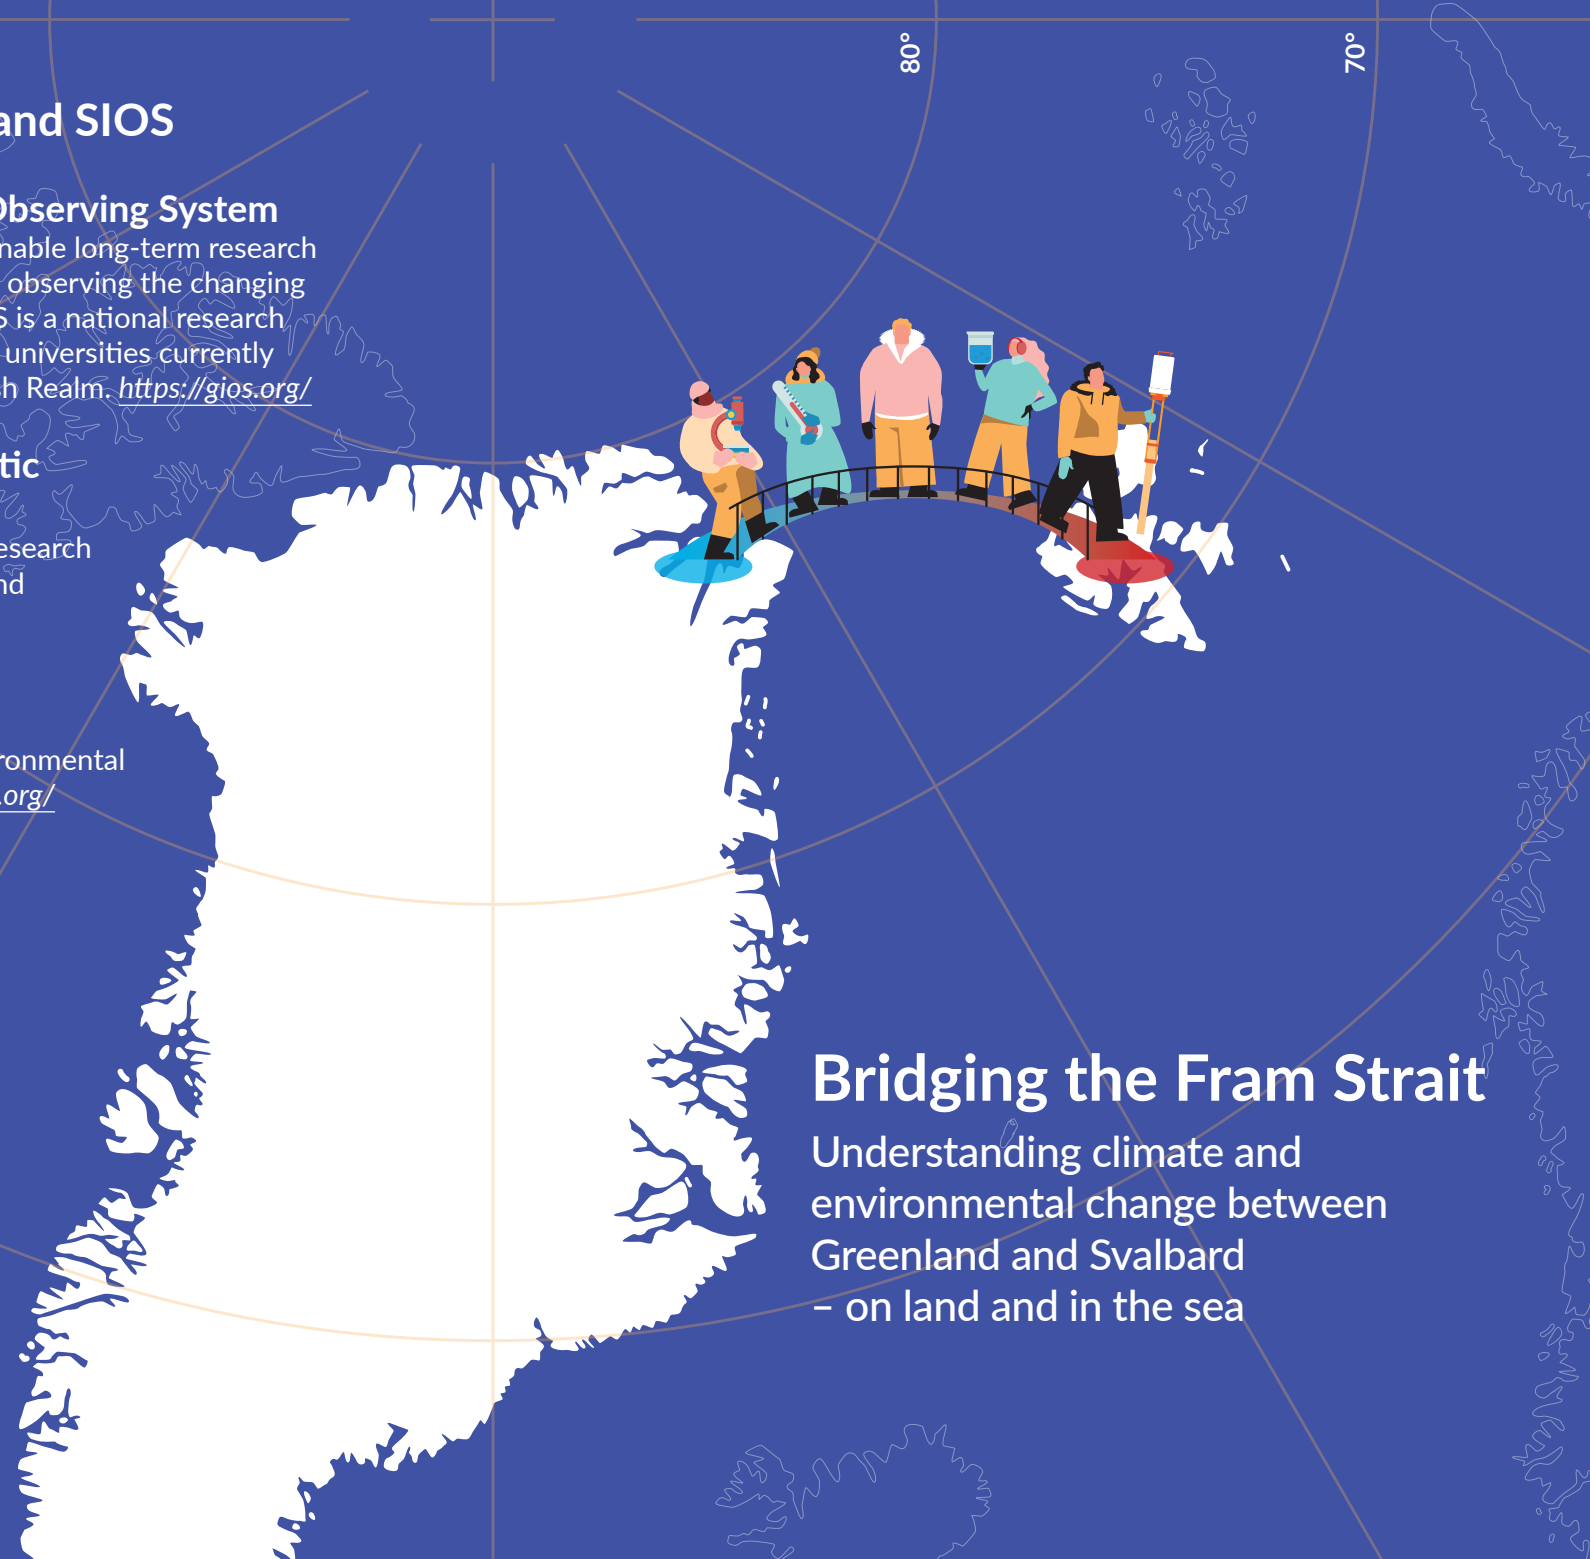 80°
70°
and SIOS
Observing System
nable long-term research
observing the changing
S is a national research
universities currently
sh Realm. https://gios.org/
tic
esearch
nd
ronmental
.org/
Bridging the Fram Strait
Understanding climate and
environmental change between
Greenland and Svalbard
– on land and in the sea